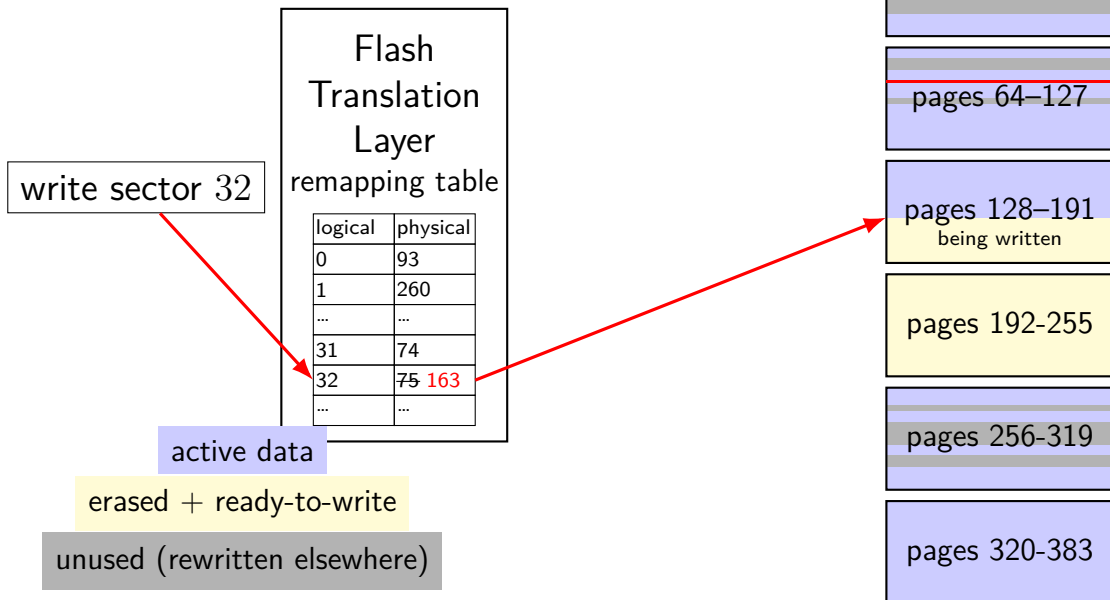 Flash
Translation
Layer
remapping table
write sector 32
logical physical
0 93
1 260
... ...
31 74
32 75 163
... ...
active data
erased + ready-to-write
unused (rewritten elsewhere)
pages 64–127
pages 128–191
being written
pages 192-255
pages 256-319
pages 320-383